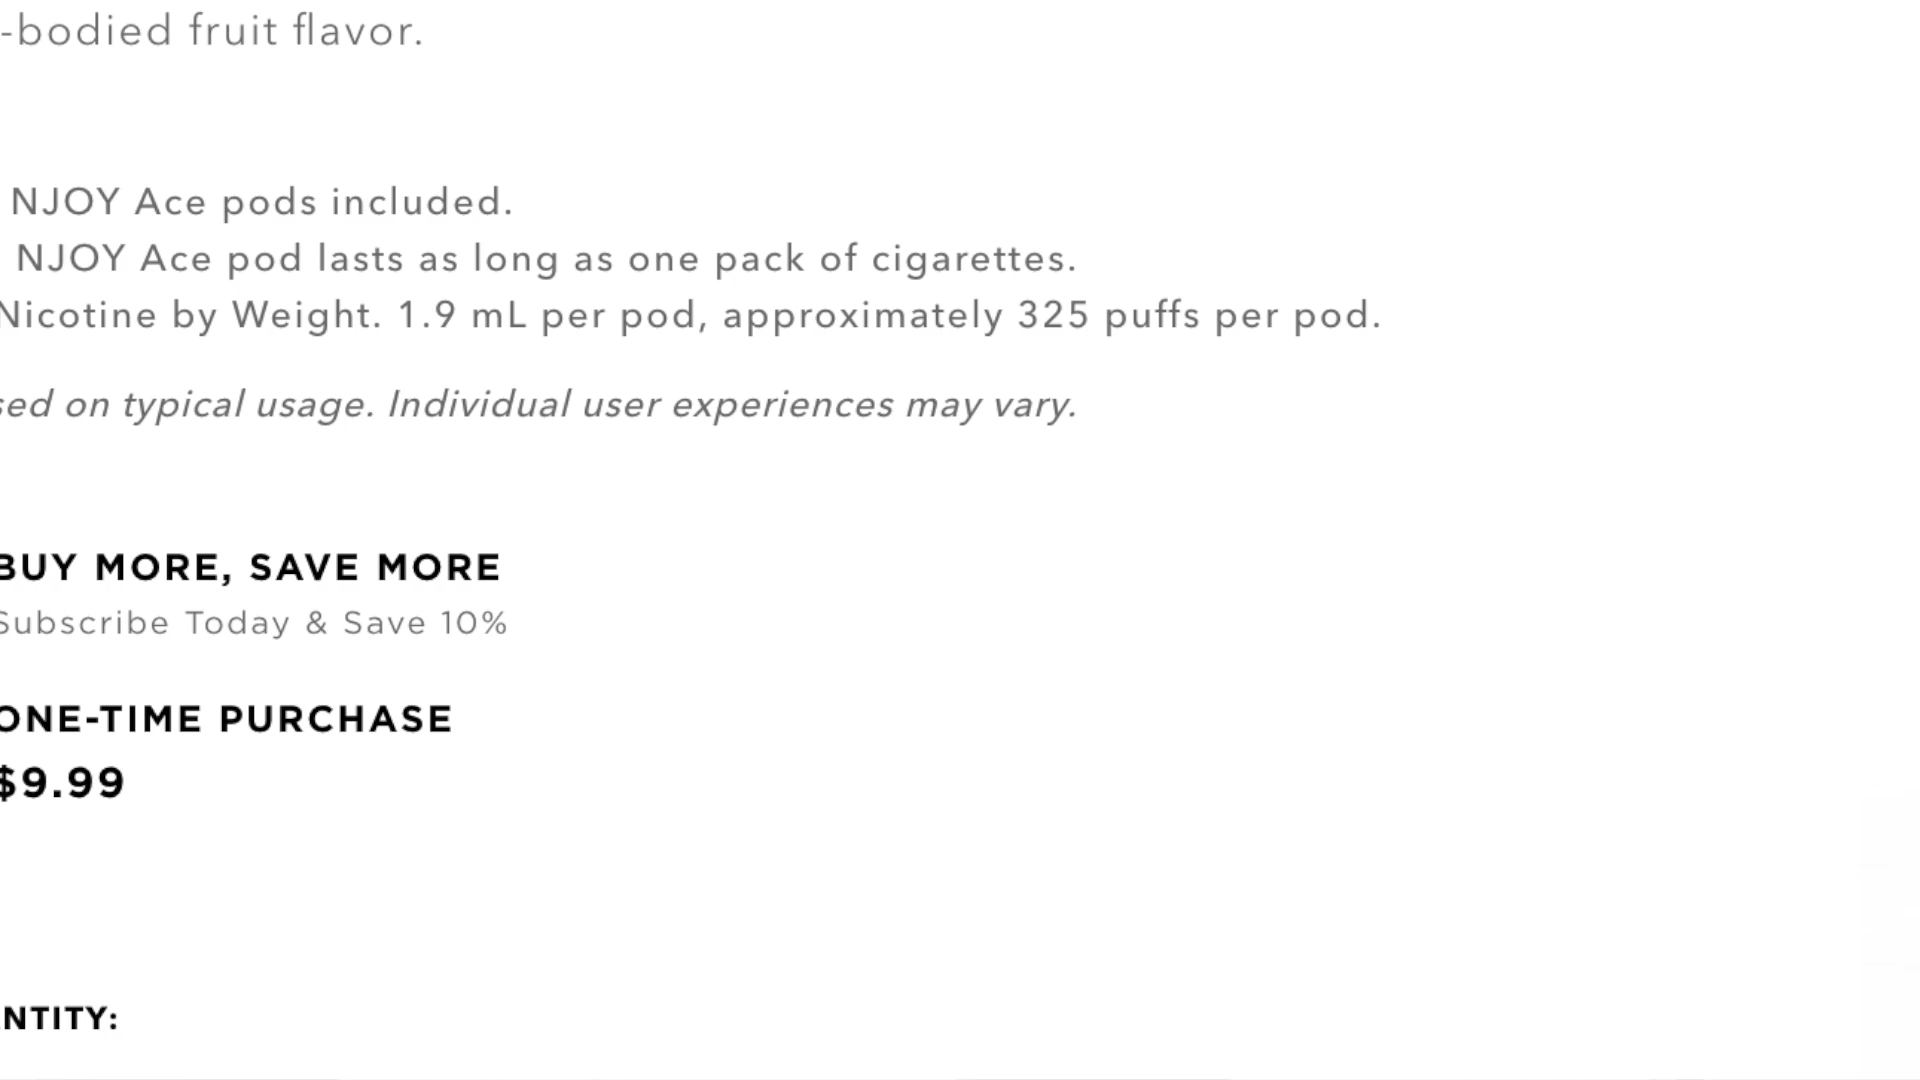 -bodied fruit flavor.
NJOY Ace pods included.
NJOY Ace pod lasts as long as one pack of cigarettes.
Nicotine by Weight. 1.9 mL per pod, approximately 325 puffs per pod.
sed on typical usage. Individual user experiences may vary.
BUY MORE, SAVE MORE
Subscribe Today & Save 10%
ONE-TIME PURCHASE
$9.99
NTITY: